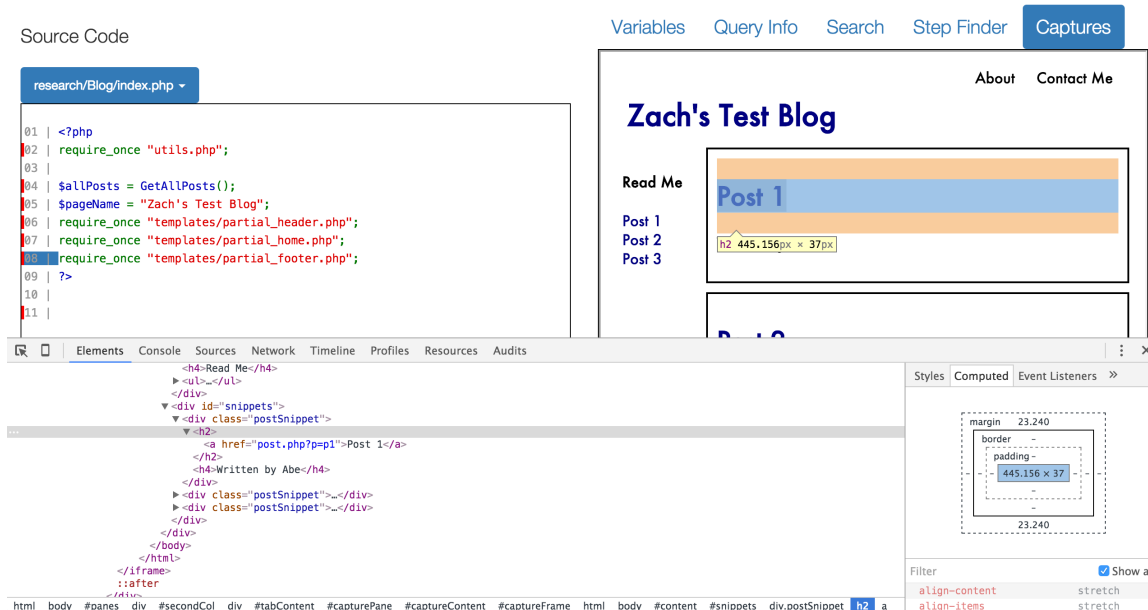 Source Code
Variables Query Info Search Step Finder Captures
research/Blog/index.php
01 | <?php
02 | require_once "utils.php";
03 |
04 | $allPosts = GetAllPosts();
05 | $pageName = "Zach's Test Blog";
06 | require_once "templates/partial_header.php";
07 | require_once "templates/partial_home.php";
08 | require_once "templates/partial_footer.php";
09 | ?>
10 |
11 |
About Contact Me
Zach's Test Blog
Read Me
Post 1
Post 2
Post 3
Post 1
h2 445.156px × 37px
Elements Console Sources Network Timeline Profiles Resources Audits
<h4>Read Me</h4>
<ul>…</ul>
</div>
<div id="snippets">
<div class="postSnippet">
<h2>
<a href="post.php?p=p1">Post 1</a>
</h2>
<h4>Written by Abe</h4>
</div>
<div class="postSnippet">…</div>
<div class="postSnippet">…</div>
</div>
</div>
</body>
</html>
</iframe>
::after
</div>
html body #panes div #secondCol div #tabContent #capturePane #captureContent #captureFrame html body #content #snippets div.postSnippet h2 a
Styles Computed Event Listeners »
margin 23.240
border -
padding -
- - - 445.156 × 37 - - -
-
-
23.240
Filter Show a
align-content stretch
align-items stretch